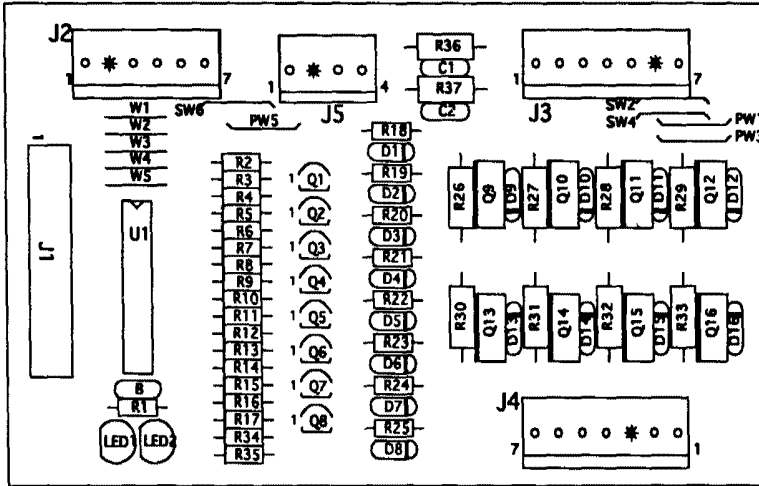 J2
1
7
W1
W2
W3
W4
W5
SW6
PW5
1
4
J5
R36
C1
R37
C2
1
7
J3
SW2
SW4
PW1
PW3
1
J1
U1
B
R1
LED1
LED2
R2
R3
R4
R5
R6
R7
R8
R9
R10
R11
R12
R13
R14
R15
R16
R17
R34
R35
1 Q1
Q2
1 Q3
1 Q4
1 Q5
1 Q6
1 Q7
1 Q8
R18
D1
R19
D2
R20
D3
R21
D4
R22
D5
R23
D6
R24
D7
R25
D8
R26
Q9
D9
R27
Q10
D10
R28
Q11
D11
R29
Q12
D12
R30
Q13
D13
R31
Q14
D14
R32
Q15
D15
R33
Q16
D16
J4
7
1